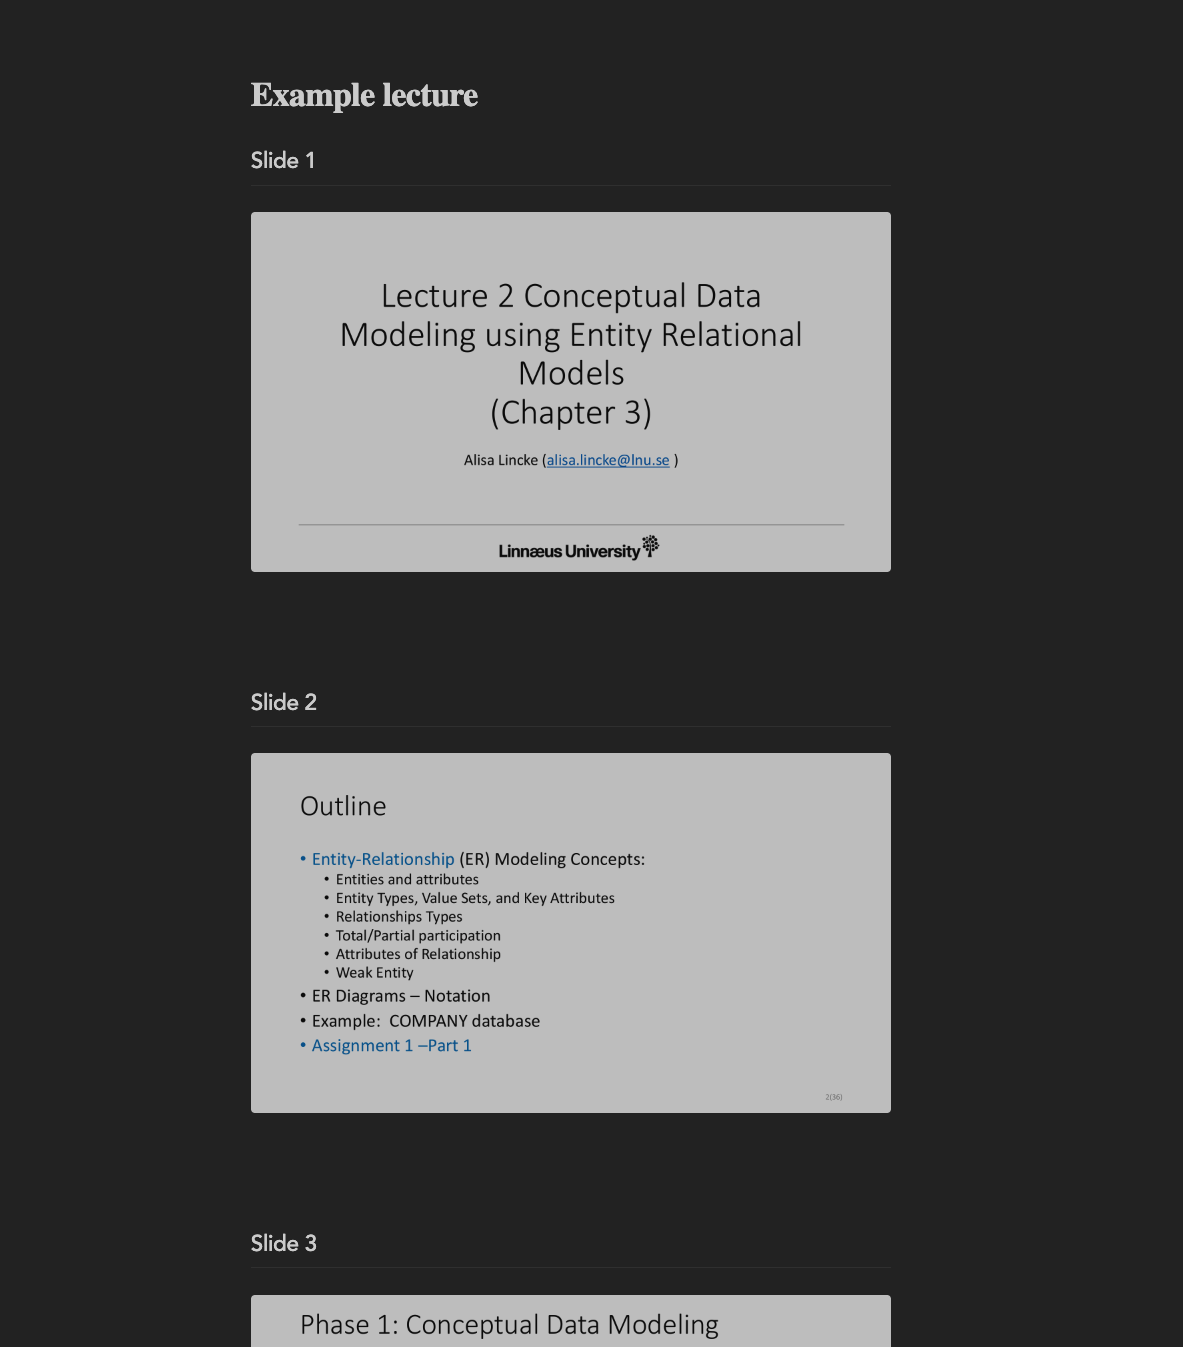 Example lecture
Slide 1
Lecture 2 Conceptual Data
Modeling using Entity Relational
Models
(Chapter 3)
Alisa Lincke (alisa.lincke@lnu.se )
Linnæus University
Slide 2
Outline
• Entity-Relationship (ER) Modeling Concepts:
• Entities and attributes
• Entity Types, Value Sets, and Key Attributes
• Relationships Types
• Total/Partial participation
• Attributes of Relationship
• Weak Entity
• ER Diagrams – Notation
• Example:  COMPANY database
• Assignment 1 –Part 1
2(36)
Slide 3
Phase 1: Conceptual Data Modeling